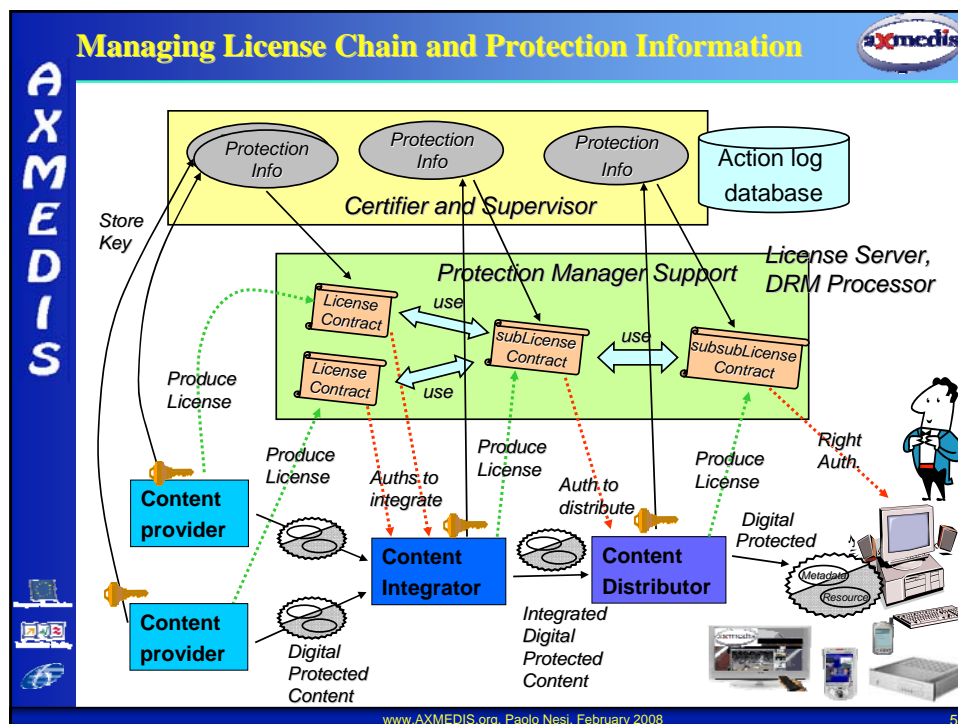 Managing License Chain and Protection Information
axmedis
AXMEDIS
Protection
Info
Protection
Info
Protection
Info
Action log
database
Certifier and Supervisor
Store
Key
License Server,
DRM Processor
Protection Manager Support
License
Contract
use
subLicense
Contract
use
subsubLicense
Contract
License
Contract
use
Produce
License
Produce
License
Auths to
integrate
Produce
License
Auth to
distribute
Produce
License
Right
Auth.
Content
provider
Content
Integrator
Content
Distributor
Digital
Protected
Metadata
Resource
Content
provider
Digital
Protected
Content
Integrated
Digital
Protected
Content
axmedis
www.AXMEDIS.org, Paolo Nesi, February 2008
5